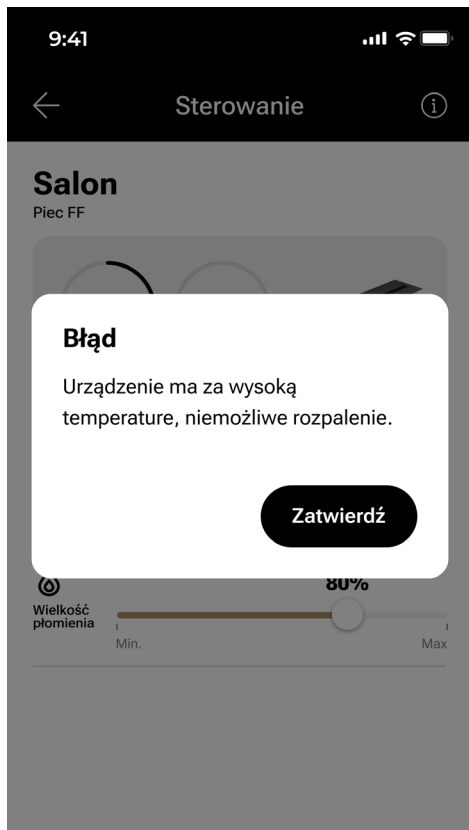 9:41
Sterowanie
Salon
Piec FF
Błąd
Urządzenie ma za wysoką
temperature, niemożliwe rozpalenie.
Zatwierdź
80%
Wielkość
płomienia
Min.
Max